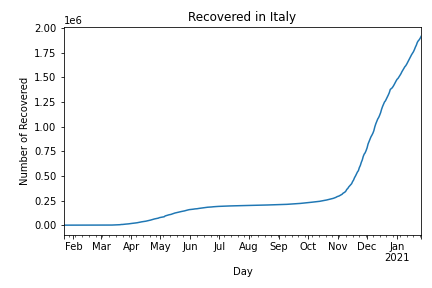 Recovered in Italy
1e6
2.00
1.75
1.50
1.25
1.00
0.75
0.50
0.25
0.00
Number of Recovered
Feb Mar Apr May Jun Jul Aug Sep Oct Nov Dec Jan
2021
Day